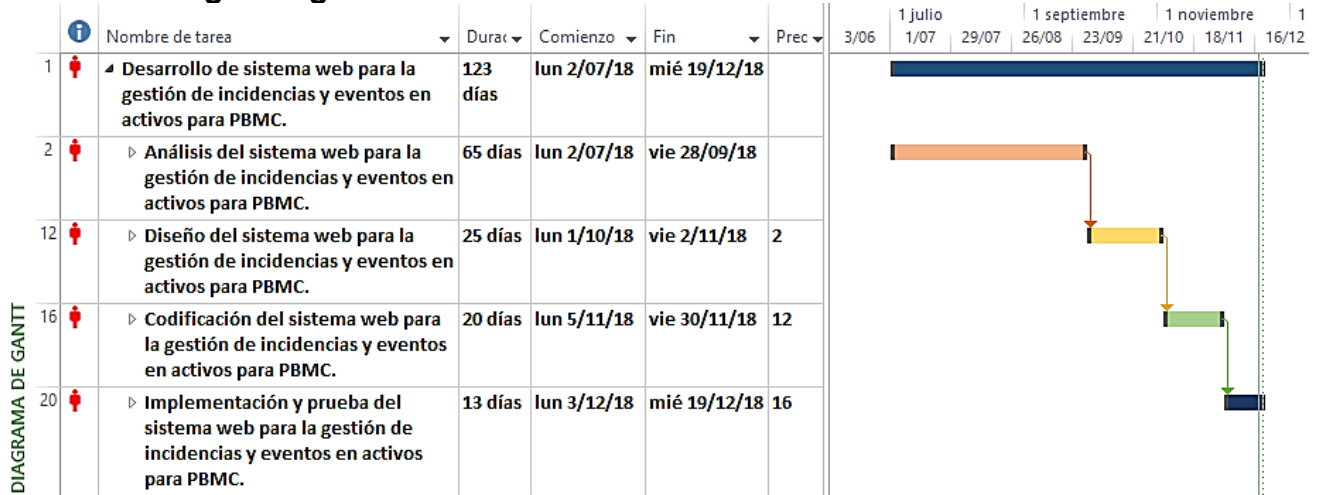 1 julio 1 septiembre 1 noviembre 1
Nombre de tarea Durac Comienzo Fin Prec 3/06 1/07 29/07 26/08 23/09 21/10 18/11 16/12
1 Desarrollo de sistema web para la 123 lun 2/07/18 mié 19/12/18
gestión de incidencias y eventos en días
activos para PBMC.
2 Análisis del sistema web para la 65 días lun 2/07/18 vie 28/09/18
gestión de incidencias y eventos en
activos para PBMC.
12 Diseño del sistema web para la 25 días lun 1/10/18 vie 2/11/18 2
gestión de incidencias y eventos en
activos para PBMC.
16 Codificación del sistema web para 20 días lun 5/11/18 vie 30/11/18 12
la gestión de incidencias y eventos
en activos para PBMC.
20 Implementación y prueba del 13 días lun 3/12/18 mié 19/12/18 16
sistema web para la gestión de
incidencias y eventos en activos
para PBMC.
DIAGRAMA DE GANTT